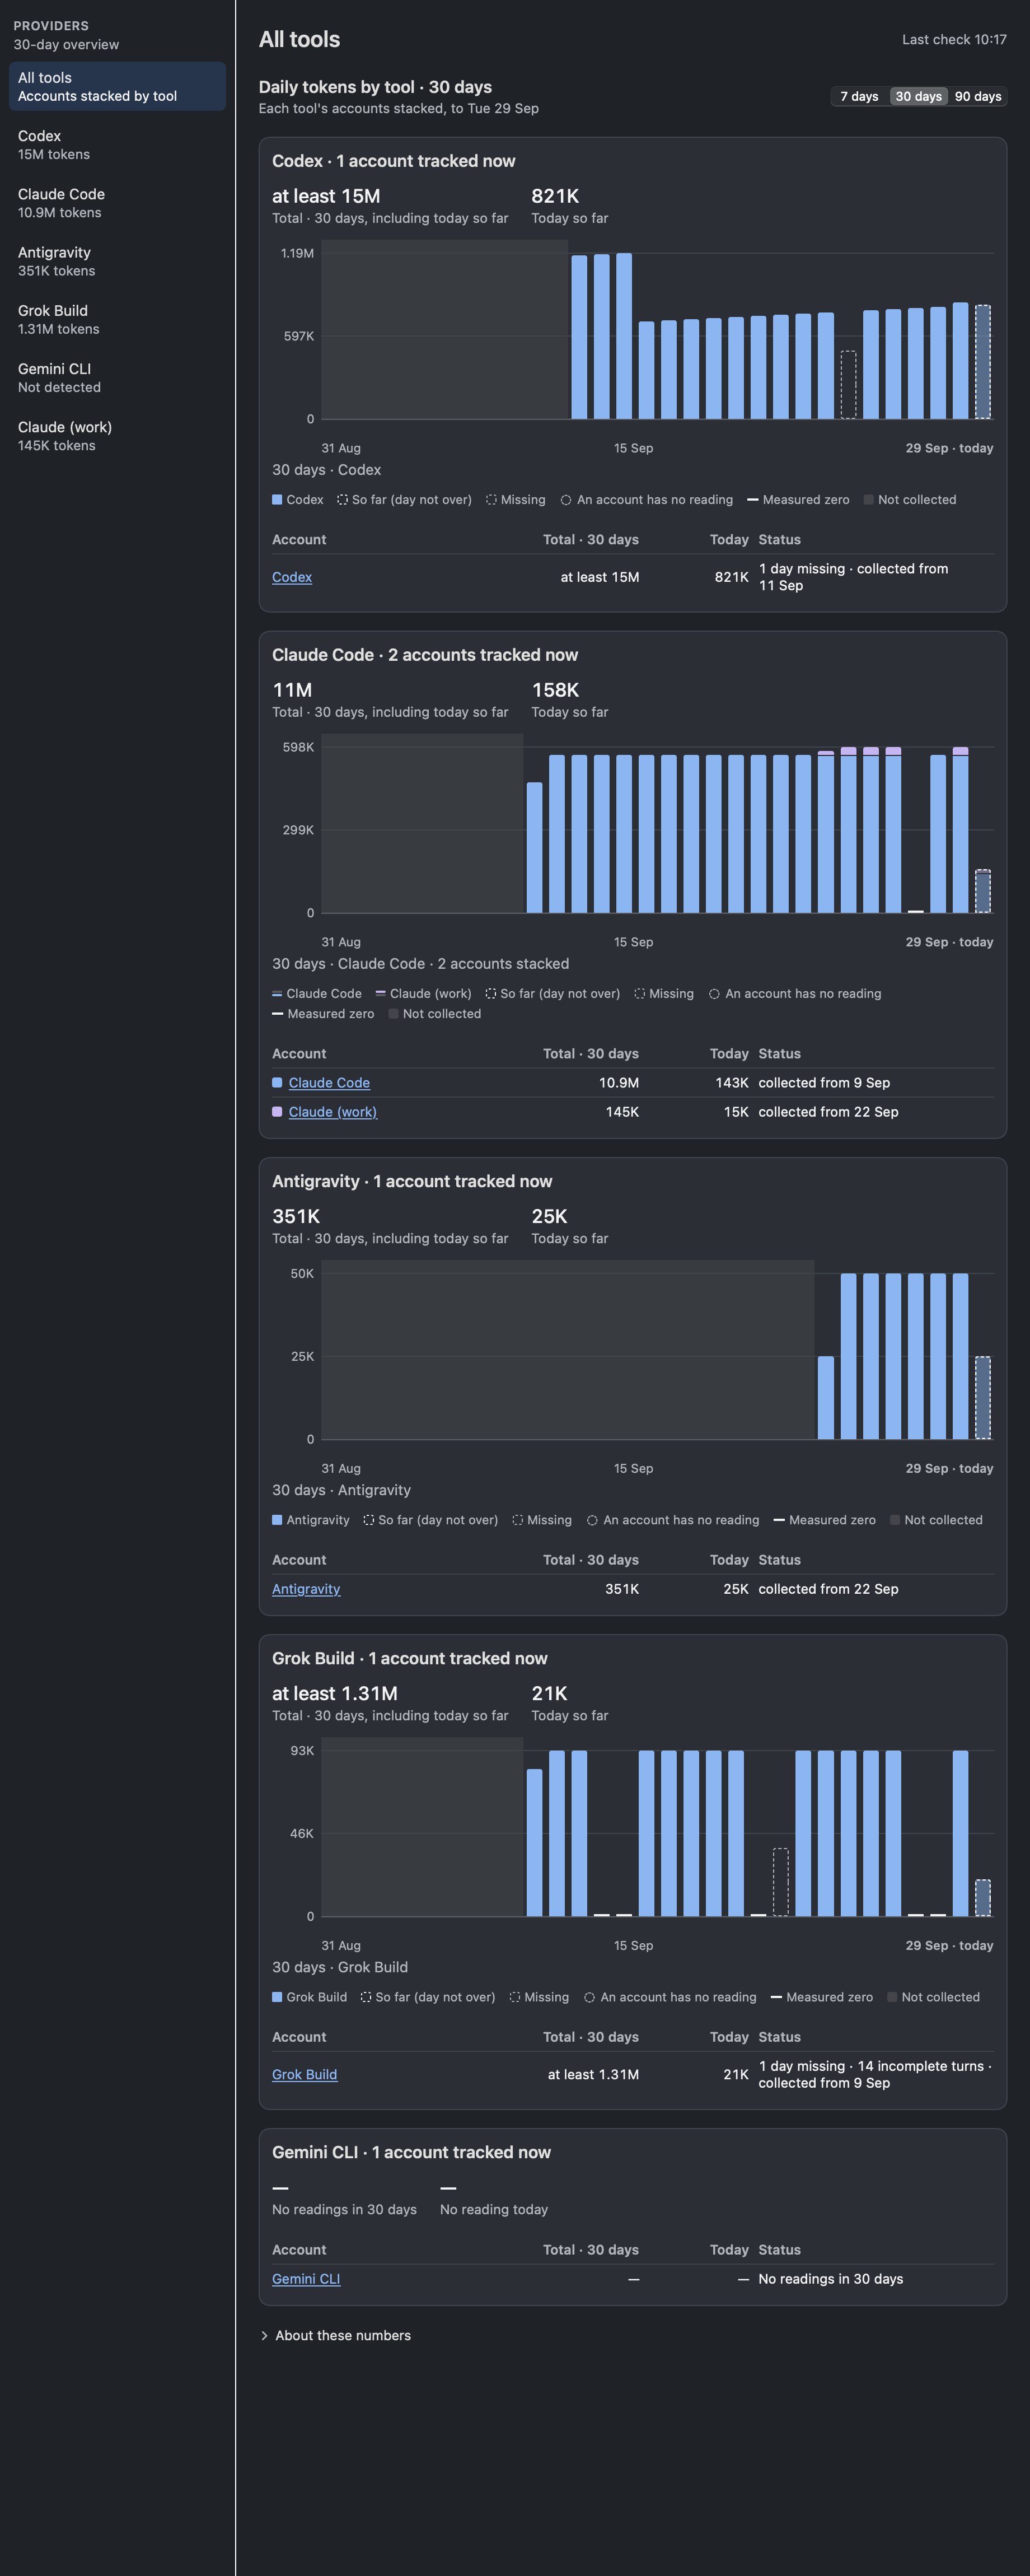 PROVIDERS
30-day overview
All tools
Accounts stacked by tool
Codex
15M tokens
Claude Code
10.9M tokens
Antigravity
351K tokens
Grok Build
1.31M tokens
Gemini CLI
Not detected
Claude (work)
145K tokens
All tools
Last check 10:17
Daily tokens by tool · 30 days
Each tool's accounts stacked, to Tue 29 Sep
7 days 30 days 90 days
Codex · 1 account tracked now
at least 15M 821K
Total · 30 days, including today so far Today so far
1.19M
597K
0
31 Aug 15 Sep 29 Sep · today
30 days · Codex
Codex So far (day not over) Missing An account has no reading Measured zero Not collected
Account Total · 30 days Today Status
Codex at least 15M 821K 1 day missing · collected from
11 Sep
Claude Code · 2 accounts tracked now
11M 158K
Total · 30 days, including today so far Today so far
598K
299K
0
31 Aug 15 Sep 29 Sep · today
30 days · Claude Code · 2 accounts stacked
Claude Code Claude (work) So far (day not over) Missing An account has no reading
Measured zero Not collected
Account Total · 30 days Today Status
Claude Code 10.9M 143K collected from 9 Sep
Claude (work) 145K 15K collected from 22 Sep
Antigravity · 1 account tracked now
351K 25K
Total · 30 days, including today so far Today so far
50K
25K
0
31 Aug 15 Sep 29 Sep · today
30 days · Antigravity
Antigravity So far (day not over) Missing An account has no reading Measured zero Not collected
Account Total · 30 days Today Status
Antigravity 351K 25K collected from 22 Sep
Grok Build · 1 account tracked now
at least 1.31M 21K
Total · 30 days, including today so far Today so far
93K
46K
0
31 Aug 15 Sep 29 Sep · today
30 days · Grok Build
Grok Build So far (day not over) Missing An account has no reading Measured zero Not collected
Account Total · 30 days Today Status
Grok Build at least 1.31M 21K 1 day missing · 14 incomplete turns ·
collected from 9 Sep
Gemini CLI · 1 account tracked now
— —
No readings in 30 days No reading today
Account Total · 30 days Today Status
Gemini CLI — — No readings in 30 days
About these numbers